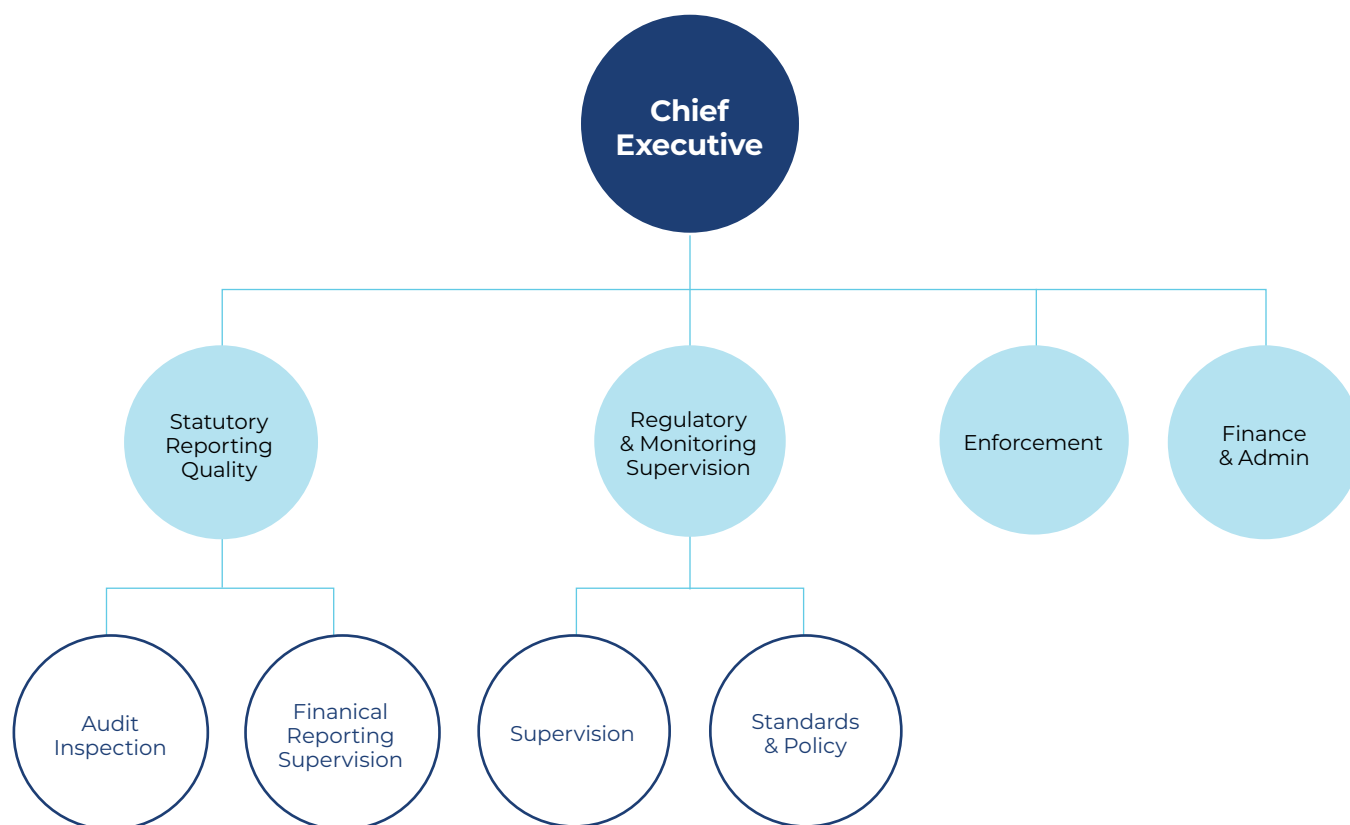 Chief
Executive
Statutory
Reporting
Quality
Regulatory
& Monitoring
Supervision
Enforcement
Finance
& Admin
Audit
Inspection
Finanical
Reporting
Supervision
Supervision
Standards
& Policy